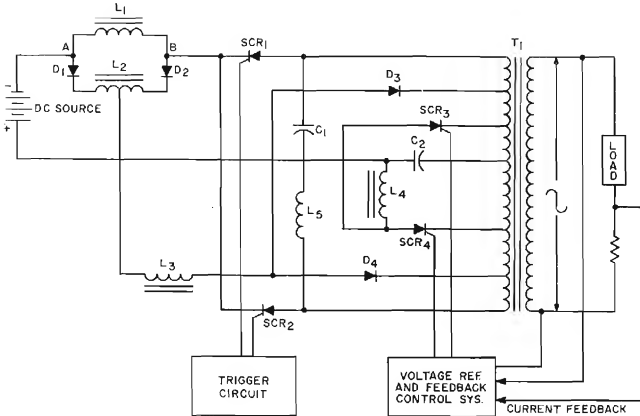 L1
A
B
SCR1
T1
D1
L2
D2
D3
− 
DC SOURCE
+
SCR3
C1
C2
LOAD
L4
L5
SCR4
L3
D4
SCR2
TRIGGER
CIRCUIT
VOLTAGE REF.
AND FEEDBACK
CONTROL SYS.
CURRENT FEEDBACK